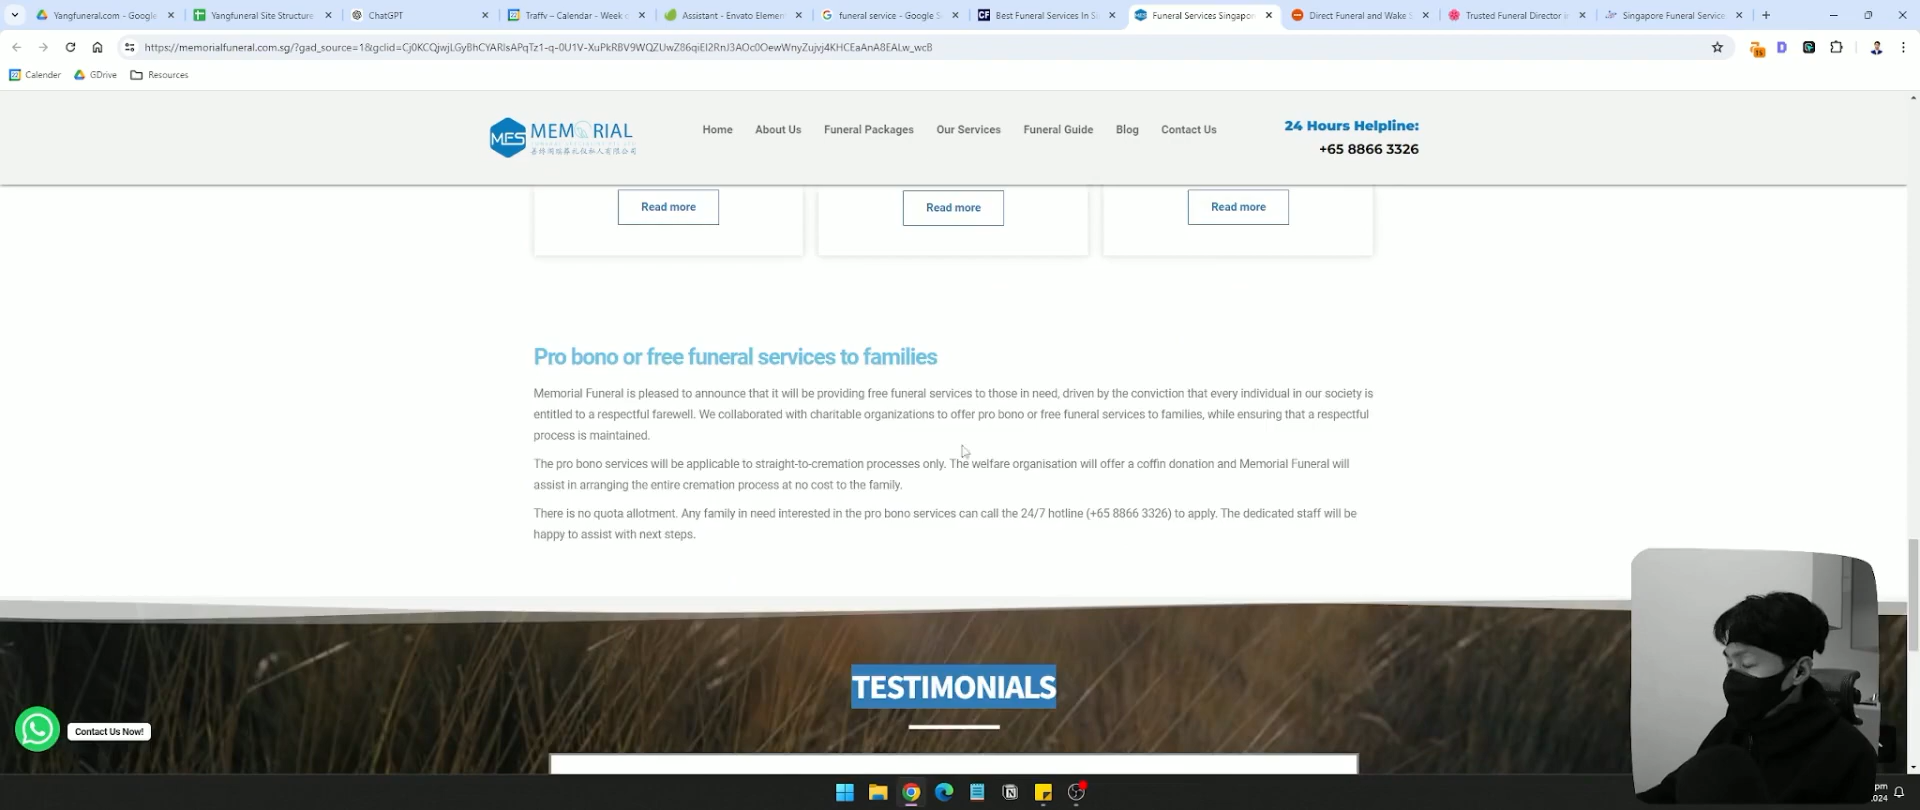 Yangfuneral.com - Google
Yangfuneral Site Structure
ChatGPT
Traffv – Calendar - Week
Assistant - Envato Elemen
funeral service - Google S
Best Funeral Services In Si
Funeral Services Singapor
Direct Funeral and Wake S
Trusted Funeral Director in
Singapore Funeral Service
https://memorialfuneral.com.sg/?gad_source=1&gclid=
Calender
GDrive
Resources
MFS
MEMORIAL
Home
About Us
Funeral Packages
Our Services
Funeral Guide
Blog
Contact Us
24 Hours Helpline:
+65 8866 3326
Read more
Read more
Read more
Pro bono or free funeral services to families
Memorial Funeral is pleased to announce that it will be providing free funeral services to those in need, driven by the conviction that every individual in our society is
entitled to a respectful farewell. We collaborated with charitable organizations to offer pro bono or free funeral services to families, while ensuring that a respectful
process is maintained.
The pro bono services will be applicable to straight-to-cremation processes only. The welfare organisation will offer a coffin donation and Memorial Funeral will
assist in arranging the entire cremation process at no cost to the family.
There is no quota allotment. Any family in need interested in the pro bono services can call the 24/7 hotline (+65 8866 3326) to apply. The dedicated staff will be
happy to assist with next steps.
TESTIMONIALS
Contact Us Now!
pm
2024